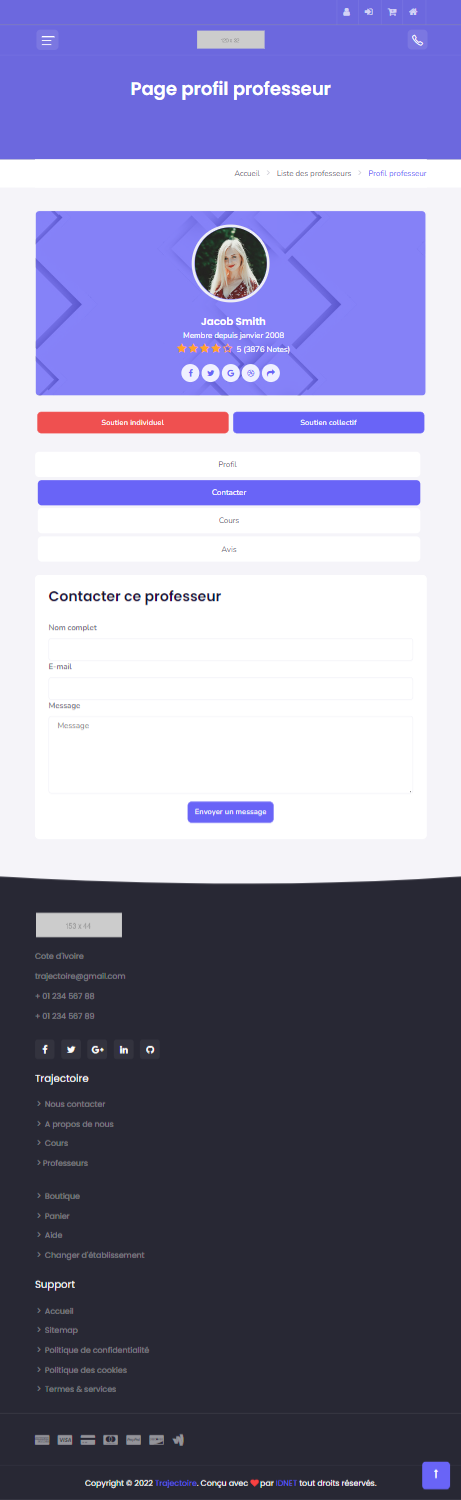 Page profil professeur
Accueil > Liste des professeurs > Profil professeur
Jacob Smith
Membre depuis janvier 2008
5 (3876 Notes)
Soutien individuel Soutien collectif
Profil
Contacter
Cours
Avis
Contacter ce professeur
Nom complet
E-mail
Message
Message
Envoyer un message
153 x 44
Cote d'ivoire
trajectoire@gmail.com
+ 01 234 567 88
+ 01 234 567 89
Trajectoire
> Nous contacter
> A propos de nous
> Cours
> Professeurs
> Boutique
> Panier
> Aide
> Changer d'établissement
Support
> Accueil
> Sitemap
> Politique de confidentialité
> Politique des cookies
> Termes & services
VISA
Copyright © 2022 Trajectoire. Conçu avec ❤ par IDNET tout droits réservés.